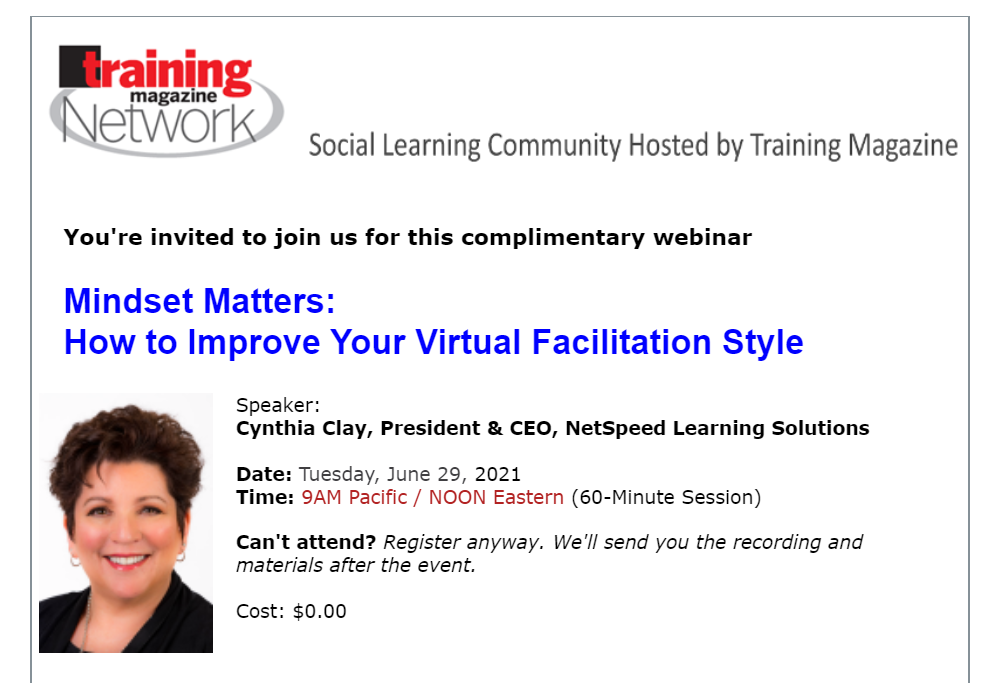 training
magazine
Network
Social Learning Community Hosted by Training Magazine
You're invited to join us for this complimentary webinar
Mindset Matters:
How to Improve Your Virtual Facilitation Style
Speaker:
Cynthia Clay, President & CEO, NetSpeed Learning Solutions
Date: Tuesday, June 29, 2021
Time: 9AM Pacific / NOON Eastern (60-Minute Session)
Can't attend? Register anyway. We'll send you the recording and
materials after the event.
Cost: $0.00